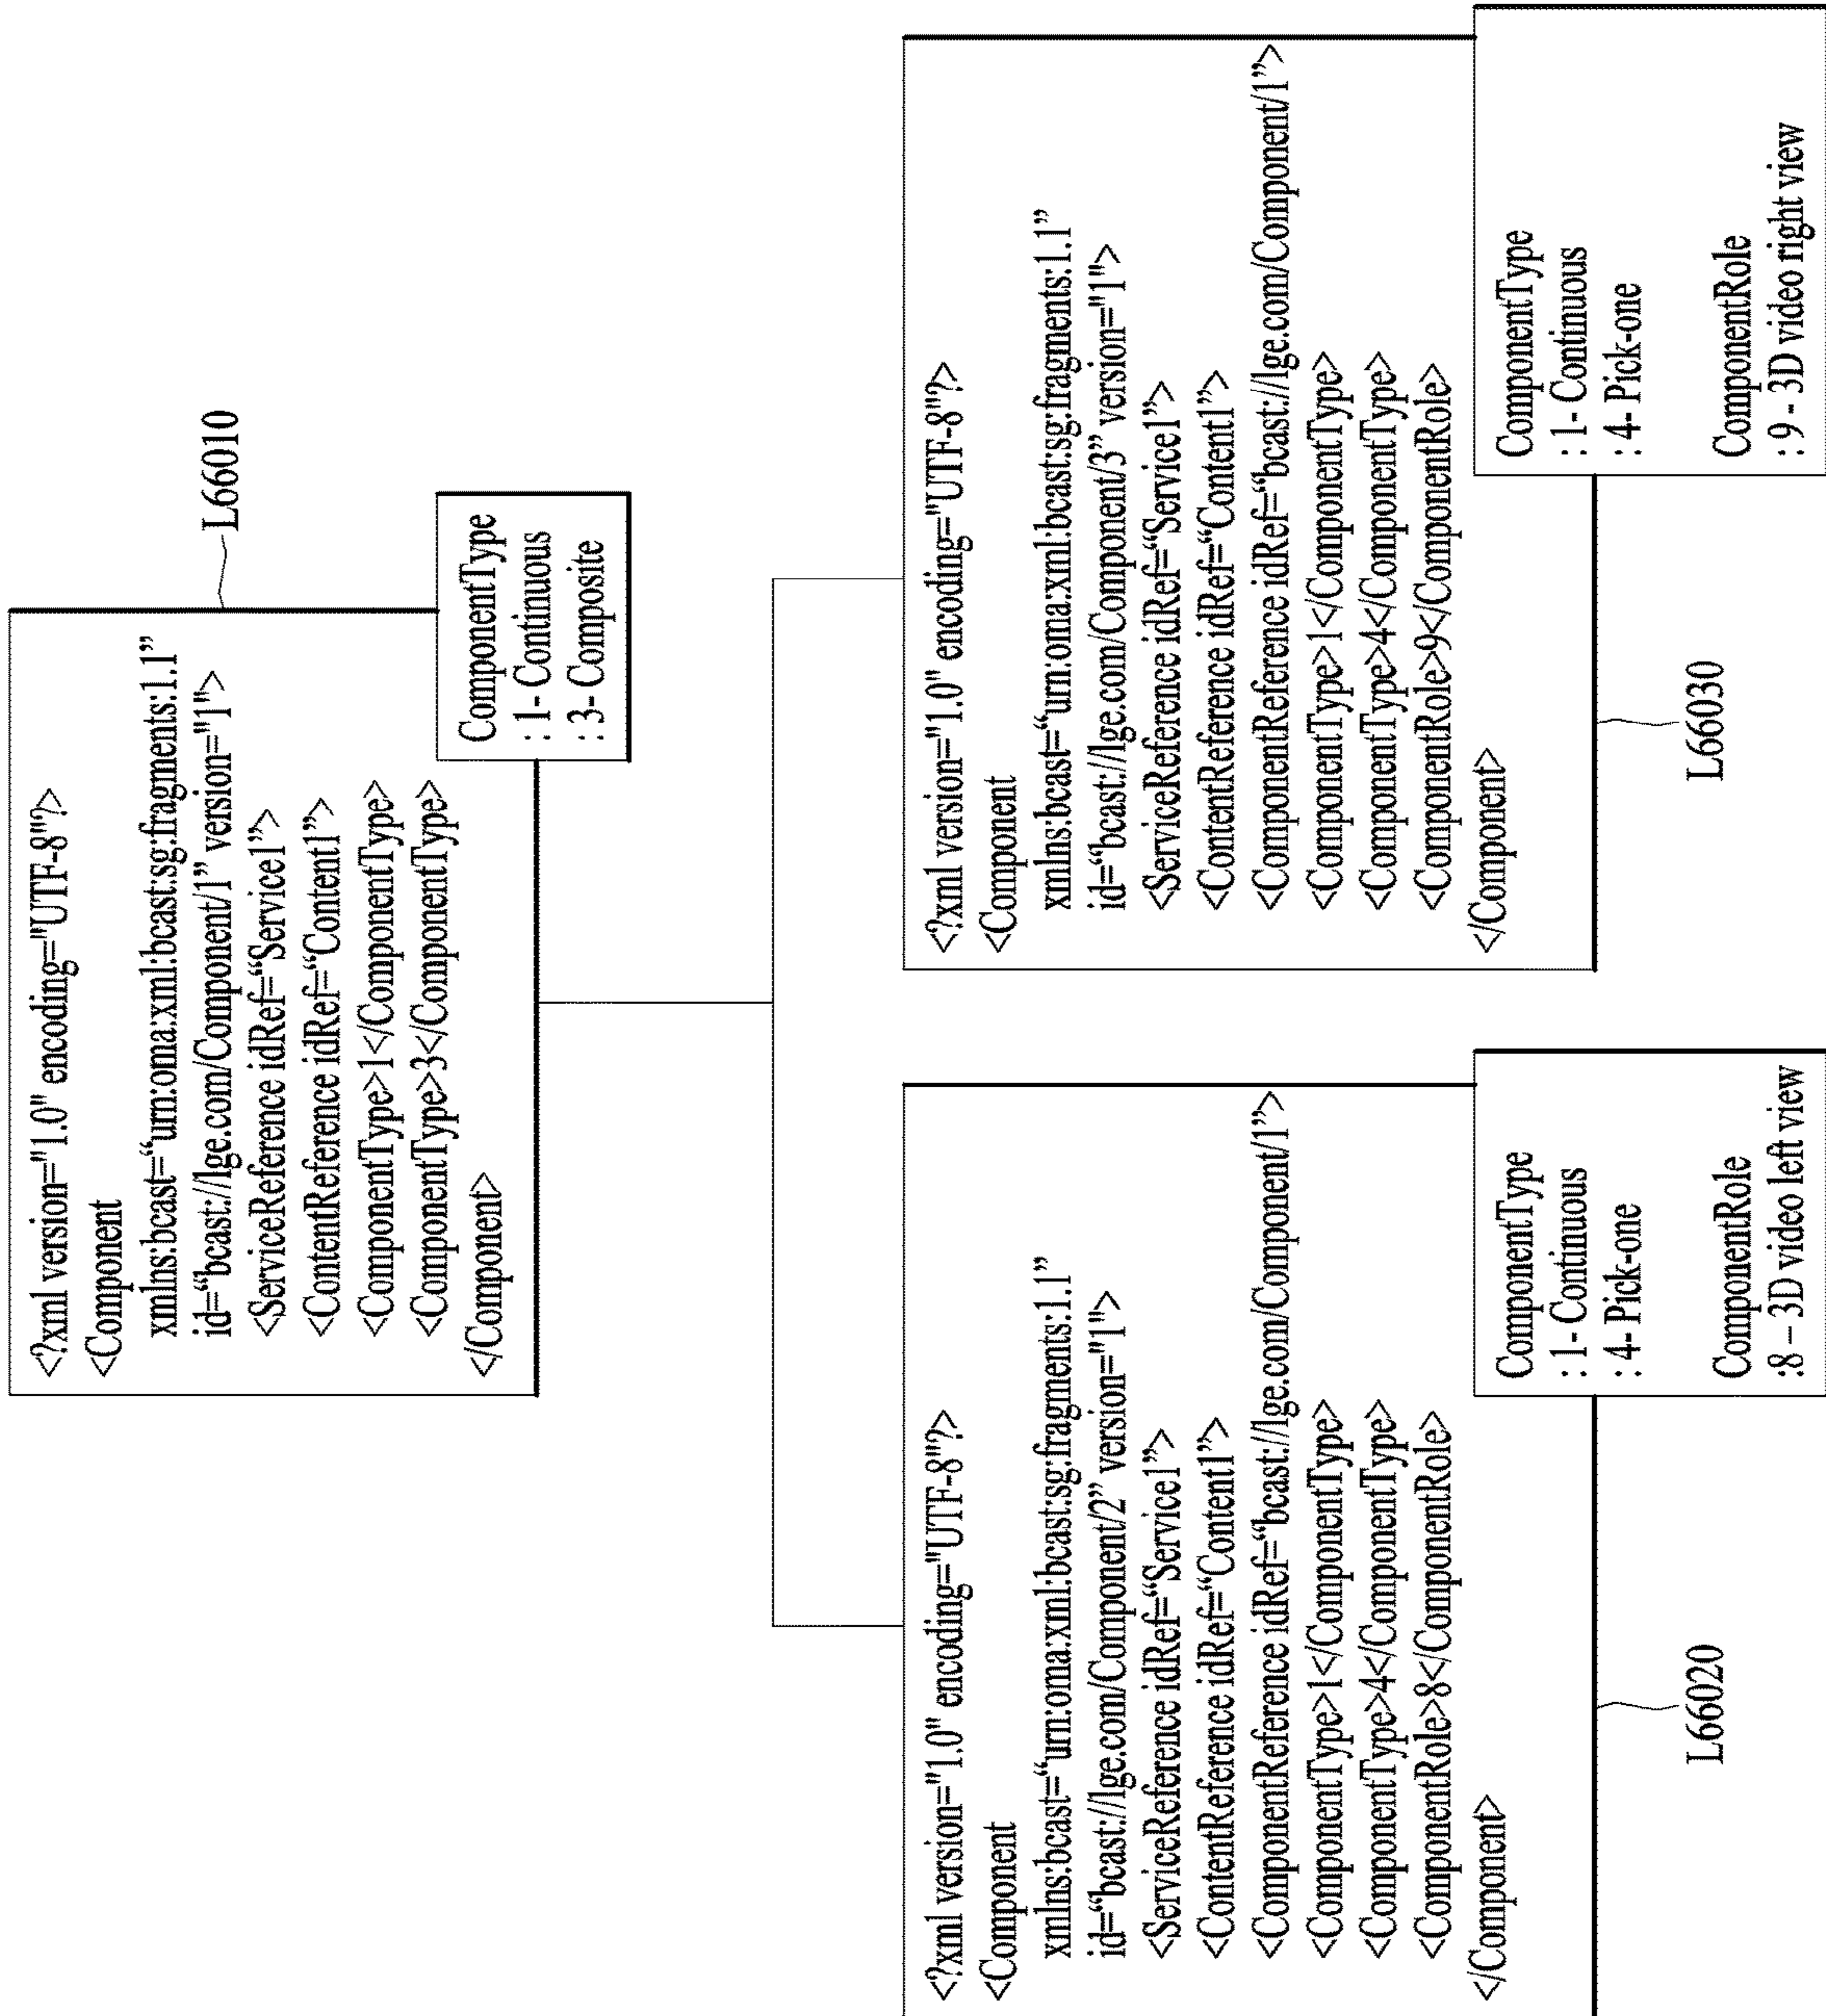 <?xml version="1.0" encoding="UTF-8"?>
<Component
xmlns:bcast=“urn:oma:xml:bcast:sg:fragments:1.1”
id=“bcast://lge.com/Component/1” version="1">
<ServiceReference idRef=“Service1”>
<ContentReference idRef=“Content1”>
<ComponentType>1</ComponentType>
<ComponentType>3</ComponentType>
</Component>
ComponentType
: 1- Continuous
: 3- Composite
L66010
<?xml version="1.0" encoding="UTF-8"?>
<Component
xmlns:bcast=“urn:oma:xml:bcast:sg:fragments:1.1”
id=“bcast://lge.com/Component/2” version="1">
<ServiceReference idRef=“Service1”>
<ContentReference idRef=“Content1”>
<ComponentReference idRef=“bcast://lge.com/Component/1”>
<ComponentType>1</ComponentType>
<ComponentType>4</ComponentType>
<ComponentRole>8</ComponentRole>
</Component>
ComponentType
: 1- Continuous
: 4- Pick-one
ComponentRole
:8 – 3D video left view
L66020
<?xml version="1.0" encoding="UTF-8"?>
<Component
xmlns:bcast=“urn:oma:xml:bcast:sg:fragments:1.1”
id=“bcast://lge.com/Component/3” version="1">
<ServiceReference idRef=“Service1”>
<ContentReference idRef=“Content1”>
<ComponentReference idRef=“bcast://lge.com/Component/1”>
<ComponentType>1</ComponentType>
<ComponentType>4</ComponentType>
<ComponentRole>9</ComponentRole>
</Component>
ComponentType
: 1- Continuous
: 4- Pick-one
ComponentRole
: 9 - 3D video right view
L66030